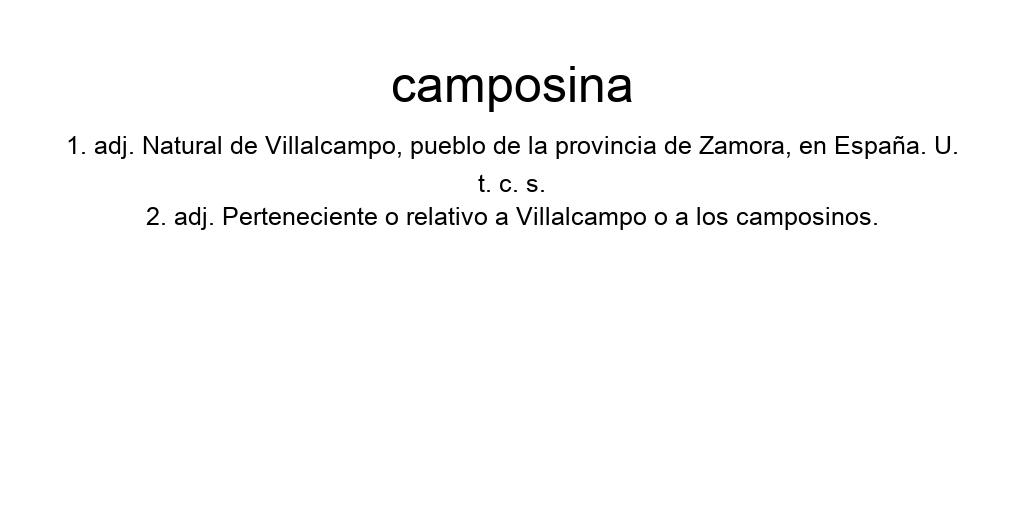 camposina
1. adj. Natural de Villalcampo, pueblo de la provincia de Zamora, en España. U.
t. c. s.
2. adj. Perteneciente o relativo a Villalcampo o a los camposinos.